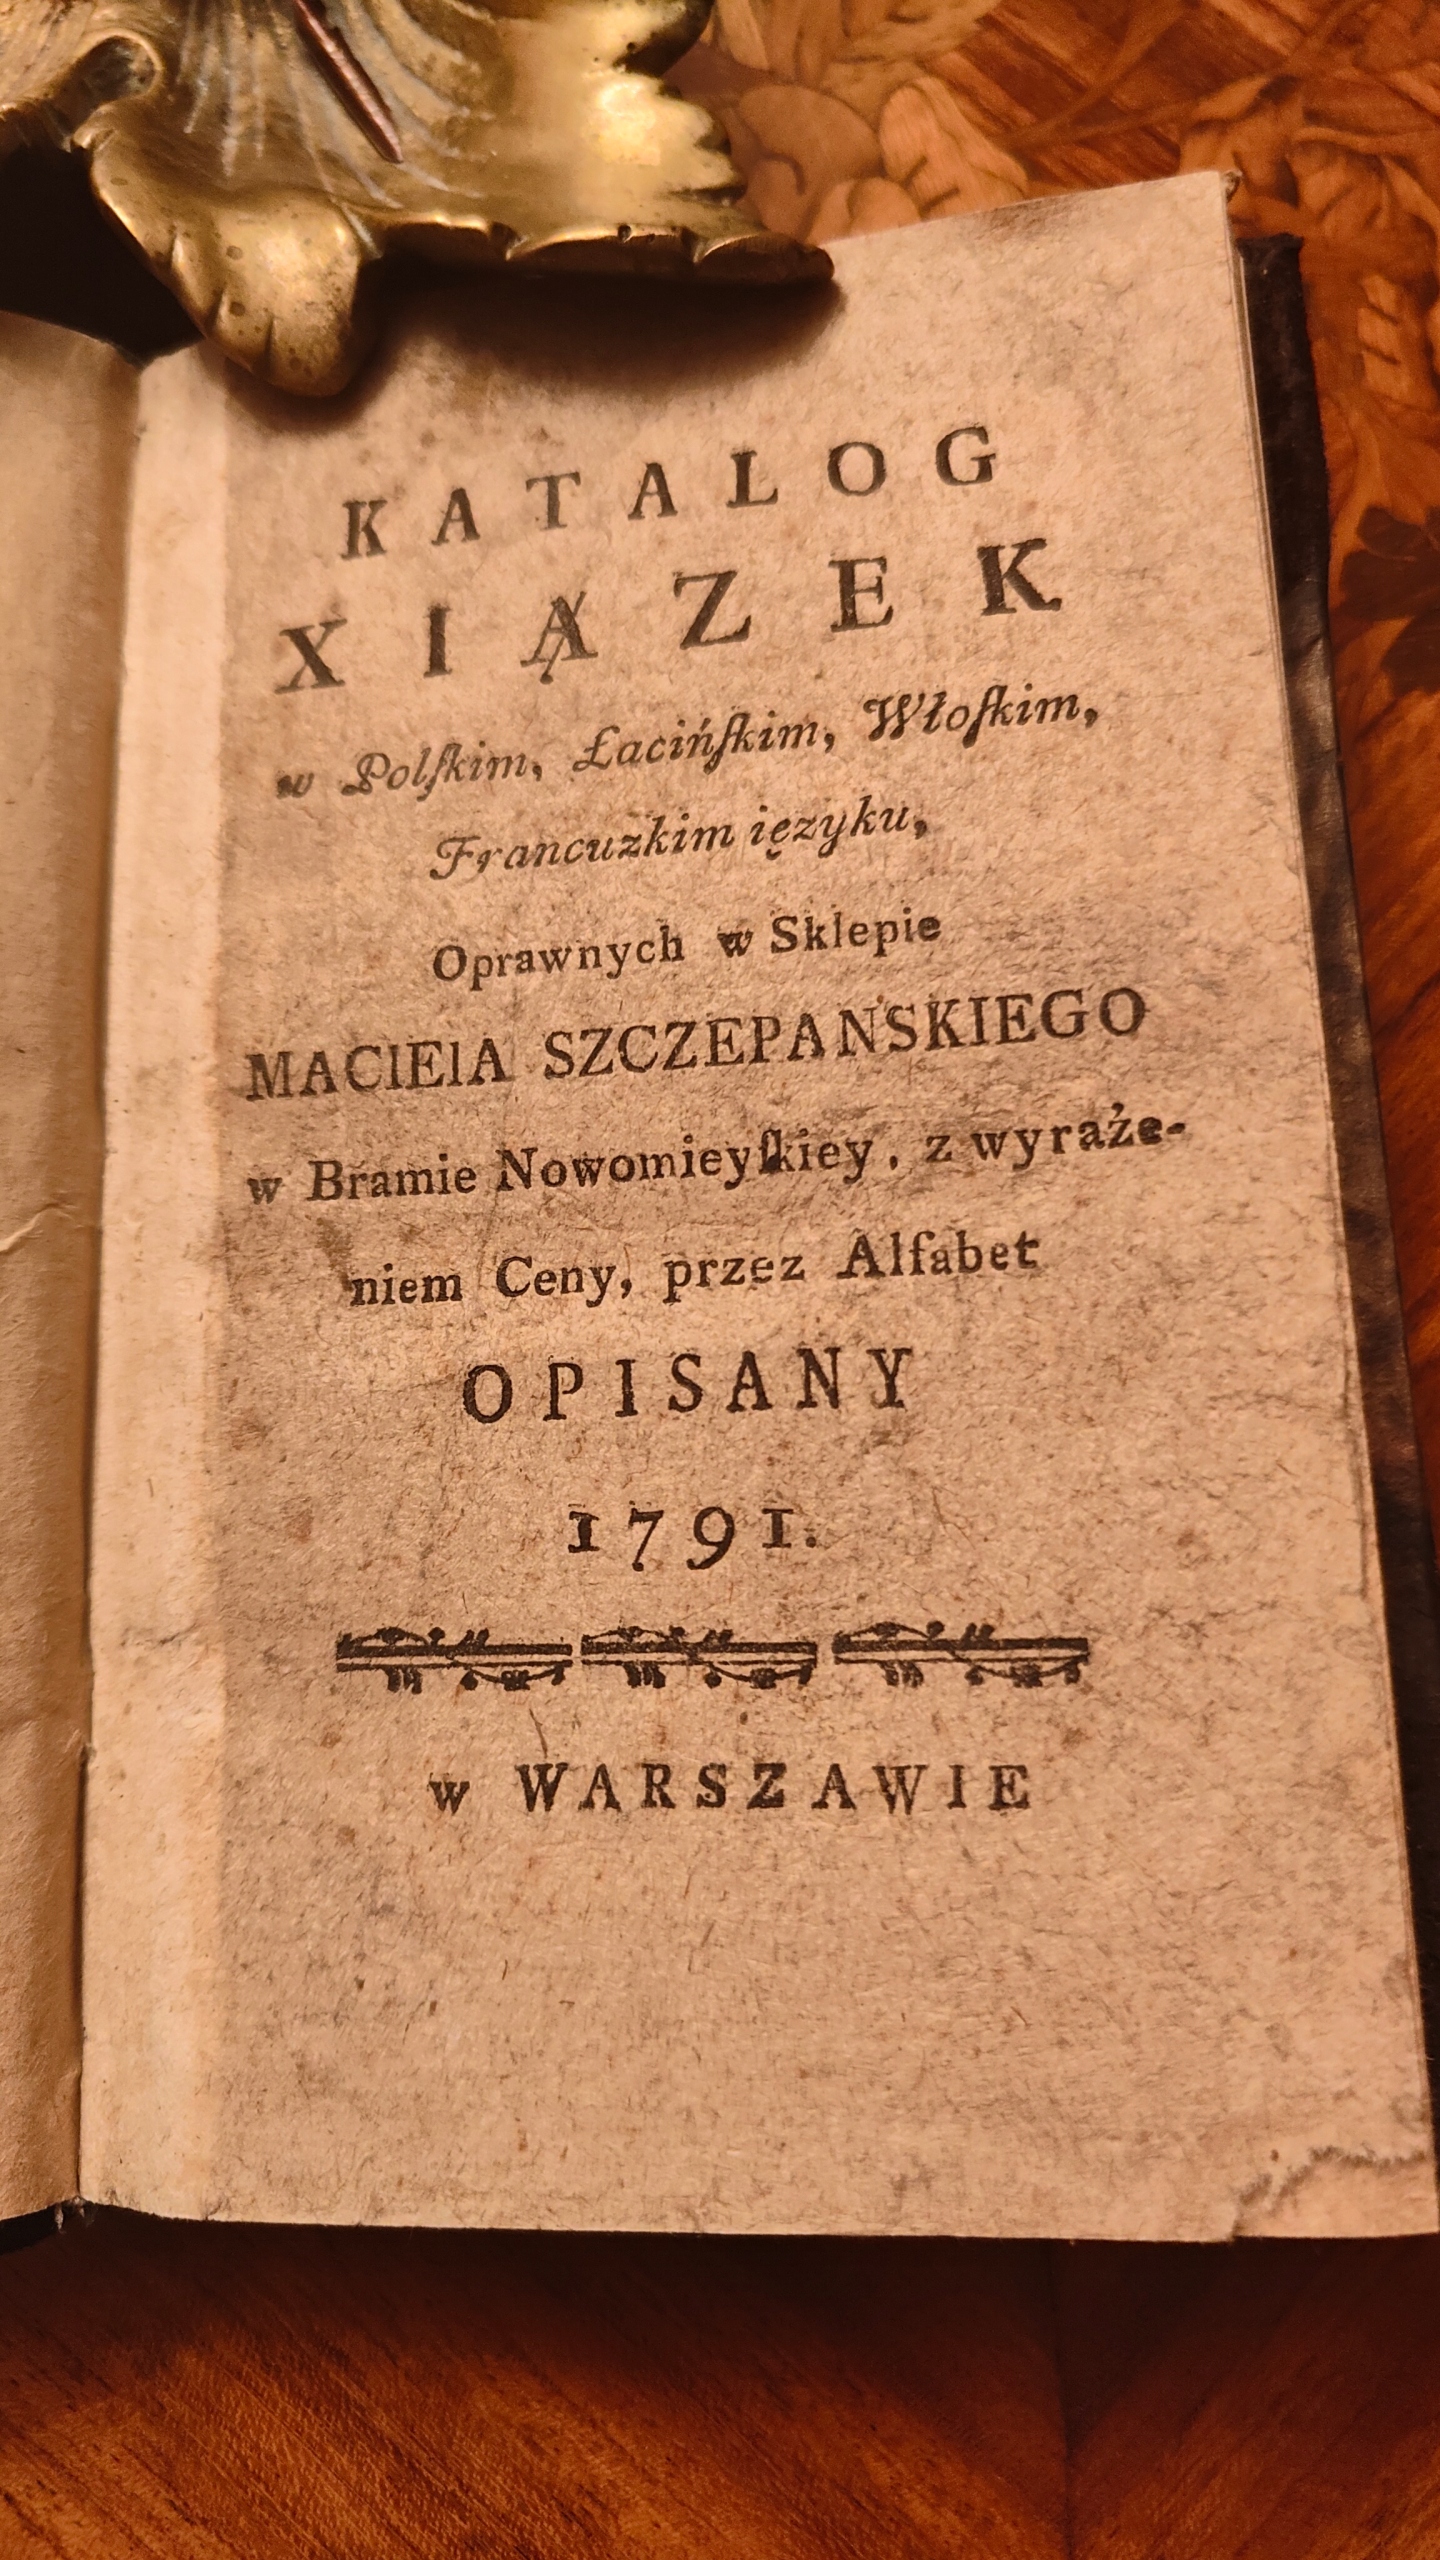 KATALOG
XIĄZEK
w Polſkim, Łacińſkim, Włoſkim,
Francuzkim ięzyku,
Oprawnych w Sklepie
MACIEIA SZCZEPANSKIEGO
w Bramie Nowomieyſkiey, z wyraże-
niem Ceny, przez Alfabet
OPISANY
1791.
w WARSZAWIE